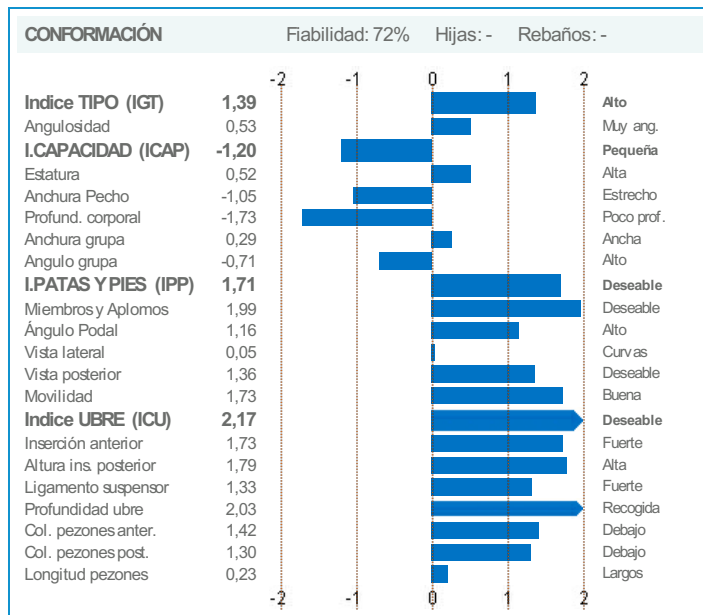 CONFORMACIÓN Fiabilidad: 72% Hijas: - Rebaños: -
-2 -1 0 1 2
Indice TIPO (IGT) 1,39 Alto
Angulosidad 0,53 Muy ang.
I.CAPACIDAD (ICAP) -1,20 Pequeña
Estatura 0,52 Alta
Anchura Pecho -1,05 Estrecho
Profund. corporal -1,73 Poco prof.
Anchura grupa 0,29 Ancha
Angulo grupa -0,71 Alto
I.PATAS Y PIES (IPP) 1,71 Deseable
Miembros y Aplomos 1,99 Deseable
Ángulo Podal 1,16 Alto
Vista lateral 0,05 Curvas
Vista posterior 1,36 Deseable
Movilidad 1,73 Buena
Indice UBRE (ICU) 2,17 Deseable
Inserción anterior 1,73 Fuerte
Altura ins. posterior 1,79 Alta
Ligamento suspensor 1,33 Fuerte
Profundidad ubre 2,03 Recogida
Col. pezones anter. 1,42 Debajo
Col. pezones post. 1,30 Debajo
Longitud pezones 0,23 Largos
-2 -1 0 1 2